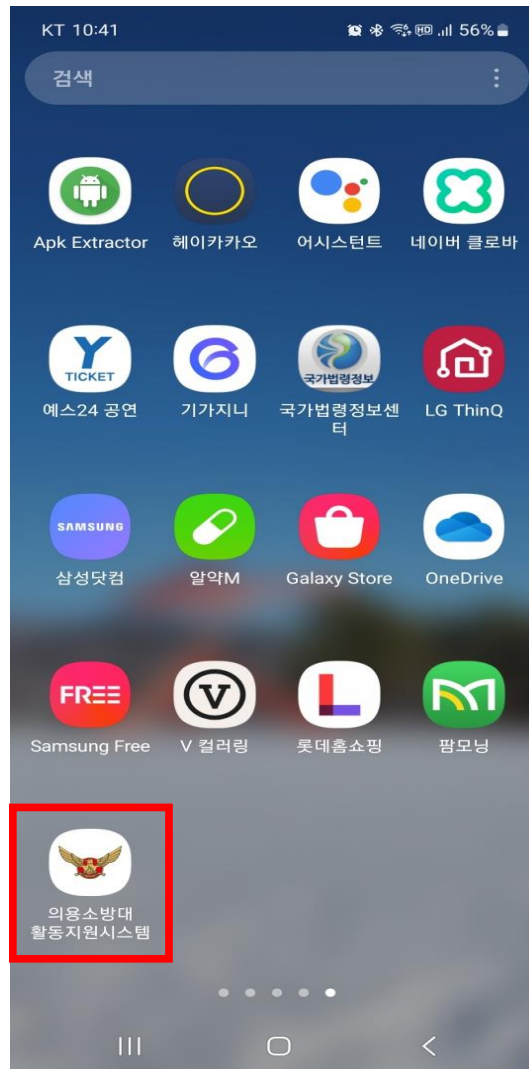 KT 10:41 HD 56%
검색
Apk Extractor 헤이카카오 어시스턴트 네이버 클로바
Y
TICKET
국가법령정보
예스24 공연 기가지니 국가법령정보센 LG ThinQ
터
SAMSUNG
삼성닷컴 알약M Galaxy Store OneDrive
FREE V L
Samsung Free V 컬러링 롯데홈쇼핑 팜모닝
의용소방대
활동지원시스템